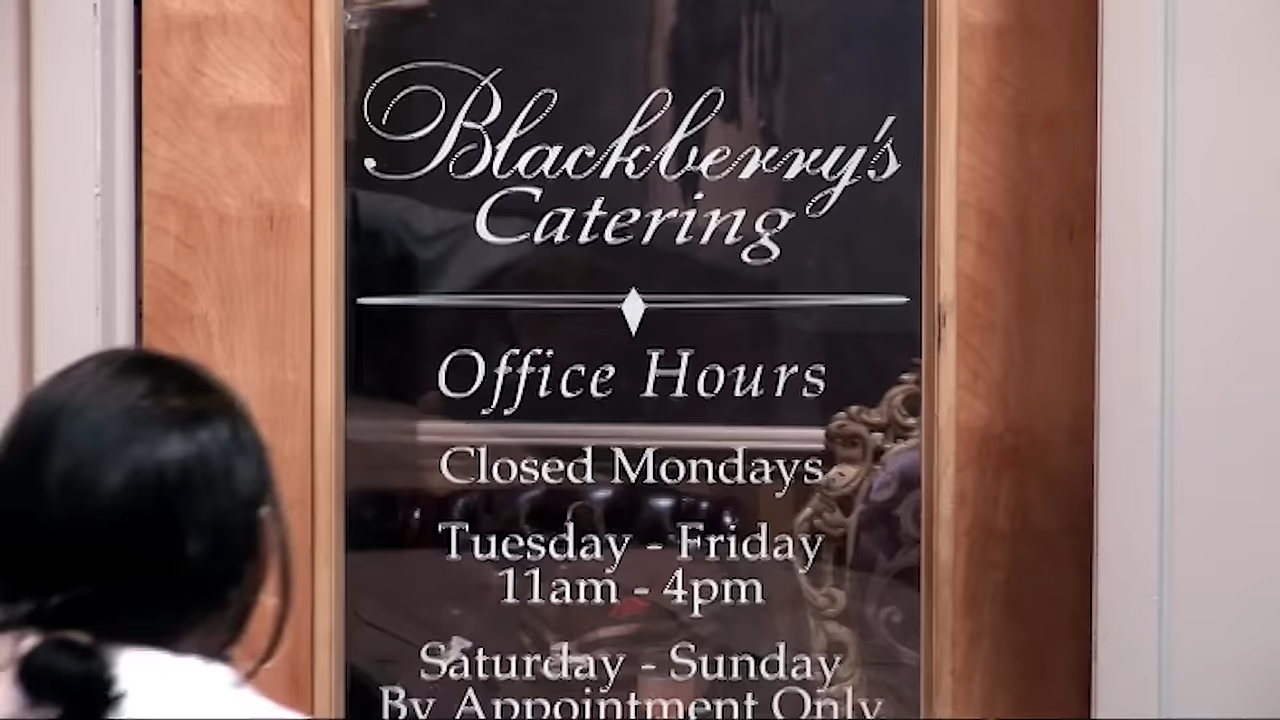 Blackberry's
Catering
Office Hours
Closed Mondays
Tuesday - Friday
11am - 4pm
Saturday - Sunday
By Appointment Only